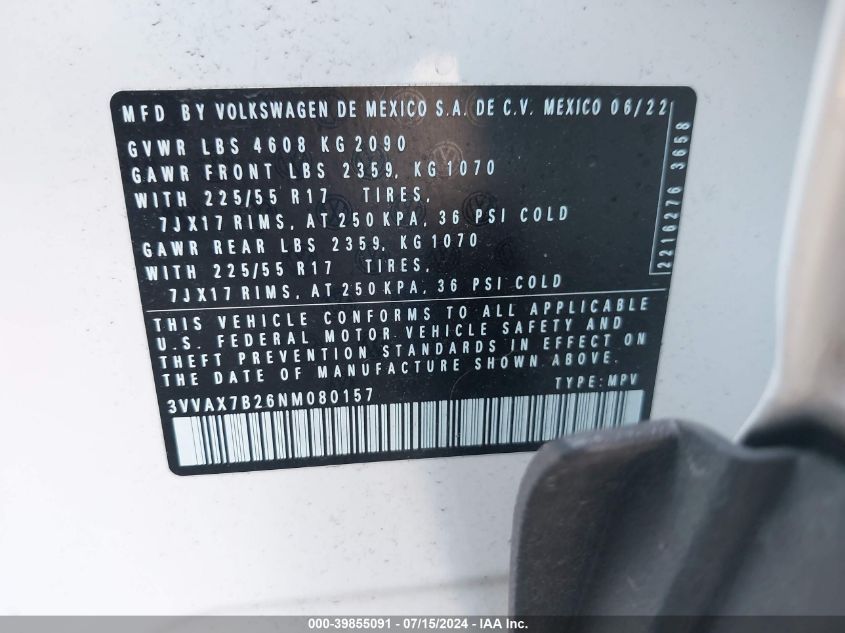 MFD BY VOLKSWAGEN DE MEXICO S.A. DE C.V. MEXICO 06/22
GVWR LBS 4608 KG 2090
GAWR FRONT LBS 2359, KG 1070
WITH 225/55 R17 TIRES,
7JX17 RIMS, AT 250 KPA, 36 PSI COLD
GAWR REAR LBS 2359, KG 1070
WITH 225/55 R17 TIRES,
7JX17 RIMS, AT 250 KPA, 36 PSI COLD
2216276 3658
THIS VEHICLE CONFORMS TO ALL APPLICABLE
U.S. FEDERAL MOTOR VEHICLE SAFETY AND
THEFT PREVENTION STANDARDS IN EFFECT ON
THE DATE OF MANUFACTURE SHOWN ABOVE.
3VVAX7B26NM080157 TYPE: MPV
000-39855091 - 07/15/2024 - IAA Inc.